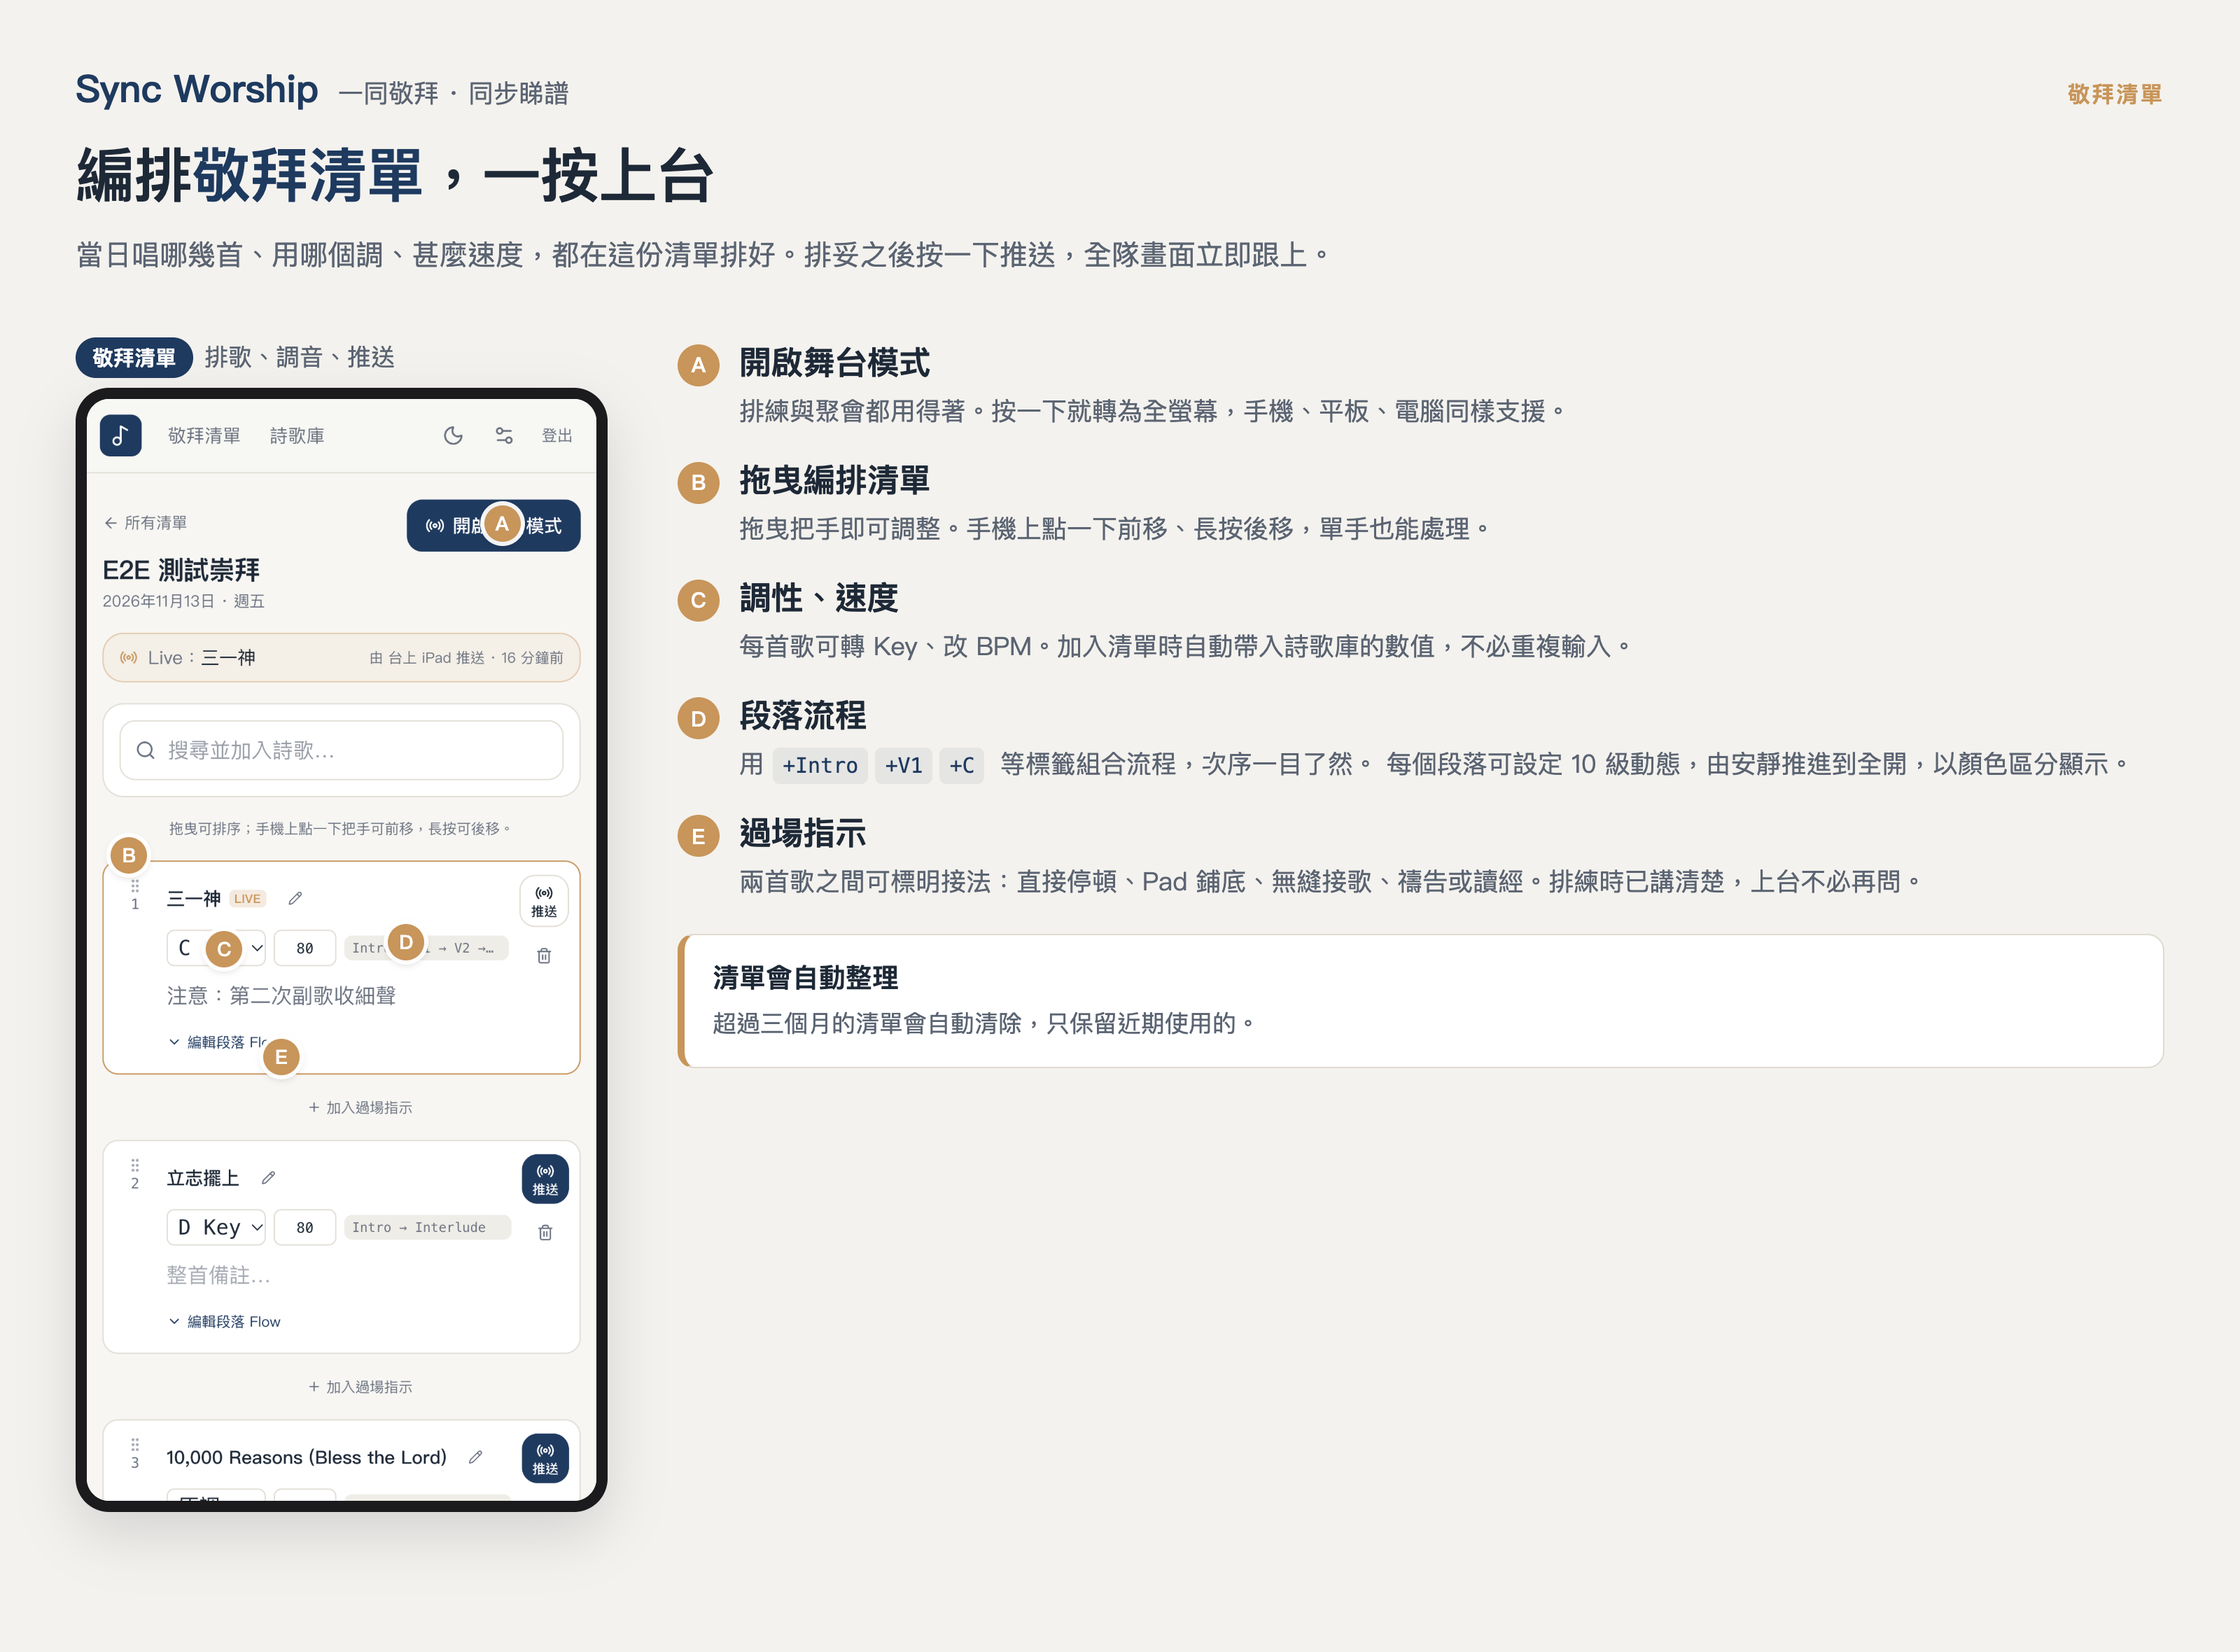 Sync Worship 一同敬拜・同步睇譜
敬拜清單
編排敬拜清單，一按上台
當日唱哪幾首、用哪個調、甚麼速度，都在這份清單排好。排妥之後按一下推送，全隊畫面立即跟上。
敬拜清單 排歌、調音、推送
敬拜清單 詩歌庫 登出
← 所有清單
開 A 模式
E2E 測試崇拜
2026年11月13日・週五
Live：三一神 由 台上 iPad 推送・16 分鐘前
搜尋並加入詩歌…
拖曳可排序；手機上點一下把手可前移，長按可後移。
B
1 三一神 LIVE 推送
C C 80 Intr D → V2 →…
注意：第二次副歌收細聲
編輯段落 E
+ 加入過場指示
2 立志擺上 推送
D Key 80 Intro → Interlude
整首備註…
編輯段落 Flow
+ 加入過場指示
3 10,000 Reasons (Bless the Lord) 推送
A 開啟舞台模式
排練與聚會都用得著。按一下就轉為全螢幕，手機、平板、電腦同樣支援。
B 拖曳編排清單
拖曳把手即可調整。手機上點一下前移、長按後移，單手也能處理。
C 調性、速度
每首歌可轉 Key、改 BPM。加入清單時自動帶入詩歌庫的數值，不必重複輸入。
D 段落流程
用 +Intro +V1 +C 等標籤組合流程，次序一目了然。 每個段落可設定 10 級動態，由安靜推進到全開，以顏色區分顯示。
E 過場指示
兩首歌之間可標明接法：直接停頓、Pad 鋪底、無縫接歌、禱告或讀經。排練時已講清楚，上台不必再問。
清單會自動整理
超過三個月的清單會自動清除，只保留近期使用的。